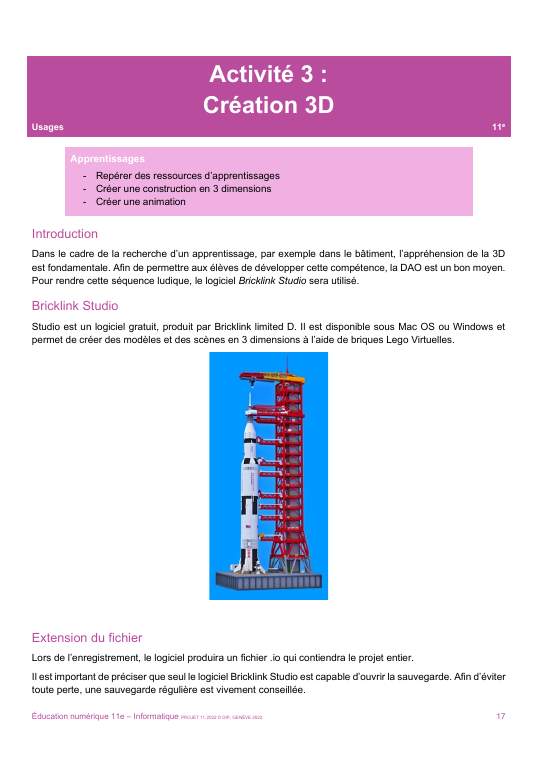 Activité 3 :
Création 3D
Usages 11e
Apprentissages
- Repérer des ressources d'apprentissages
- Créer une construction en 3 dimensions
- Créer une animation
Introduction
Dans le cadre de la recherche d'un apprentissage, par exemple dans le bâtiment, l'appréhension de la 3D
est fondamentale. Afin de permettre aux élèves de développer cette compétence, la DAO est un bon moyen.
Pour rendre cette séquence ludique, le logiciel Bricklink Studio sera utilisé.
Bricklink Studio
Studio est un logiciel gratuit, produit par Bricklink limited D. Il est disponible sous Mac OS ou Windows et
permet de créer des modèles et des scènes en 3 dimensions à l'aide de briques Lego Virtuelles.
Extension du fichier
Lors de l'enregistrement, le logiciel produira un fichier .io qui contiendra le projet entier.
Il est important de préciser que seul le logiciel Bricklink Studio est capable d'ouvrir la sauvegarde. Afin d'éviter
toute perte, une sauvegarde régulière est vivement conseillée.
Éducation numérique 11e – Informatique PROJET 11.2022 © DIP, GENÈVE 2022 17